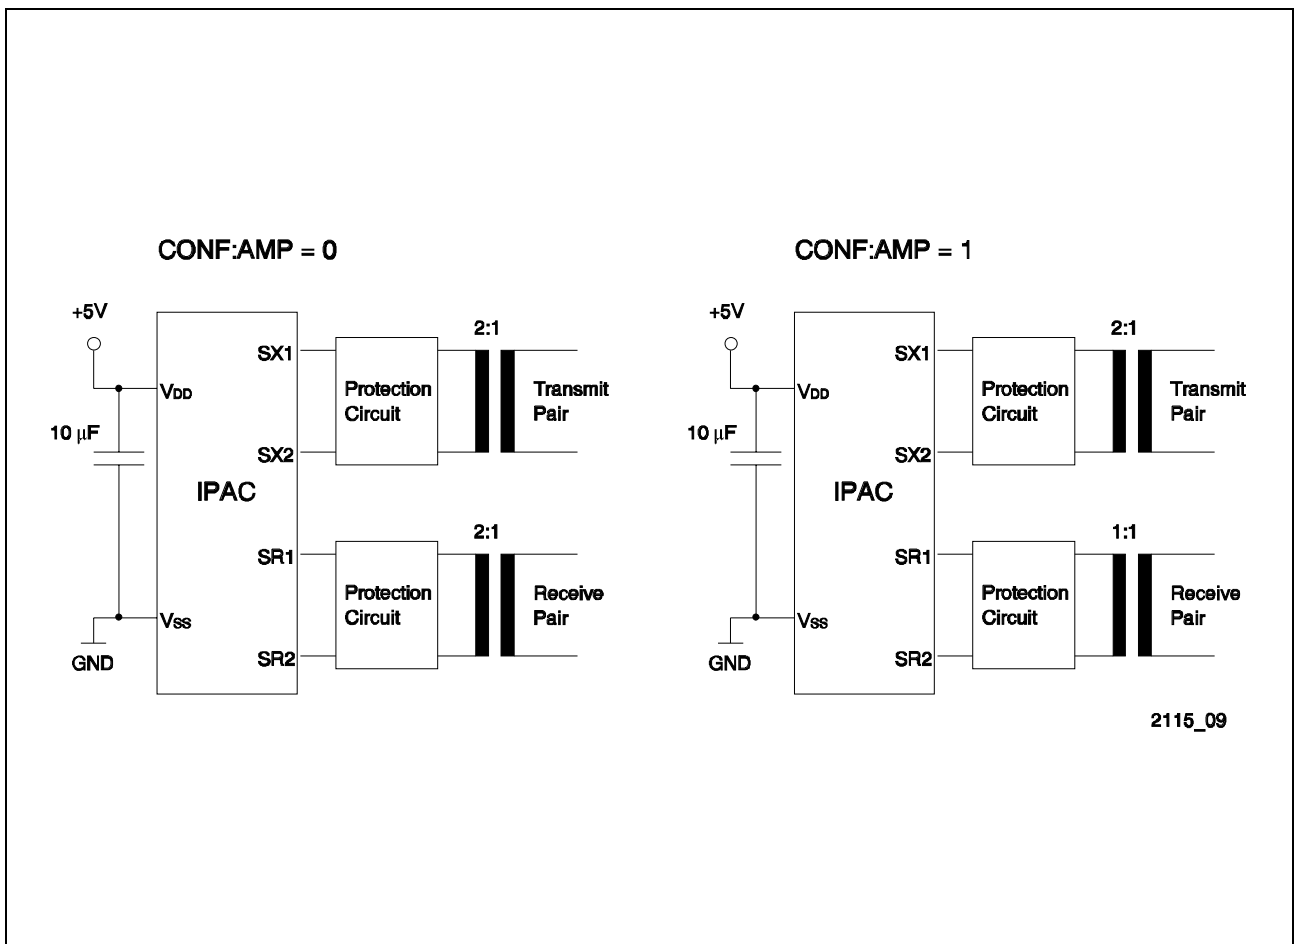 CONF:AMP = 0
+5V
2:1
SX1
Protection
Circuit
Transmit
Pair
VDD
10 µF
SX2
IPAC
2:1
SR1
Protection
Circuit
Receive
Pair
VSS
GND
SR2
CONF:AMP = 1
+5V
2:1
SX1
Protection
Circuit
Transmit
Pair
VDD
10 µF
SX2
IPAC
1:1
SR1
Protection
Circuit
Receive
Pair
VSS
GND
SR2
2115_09